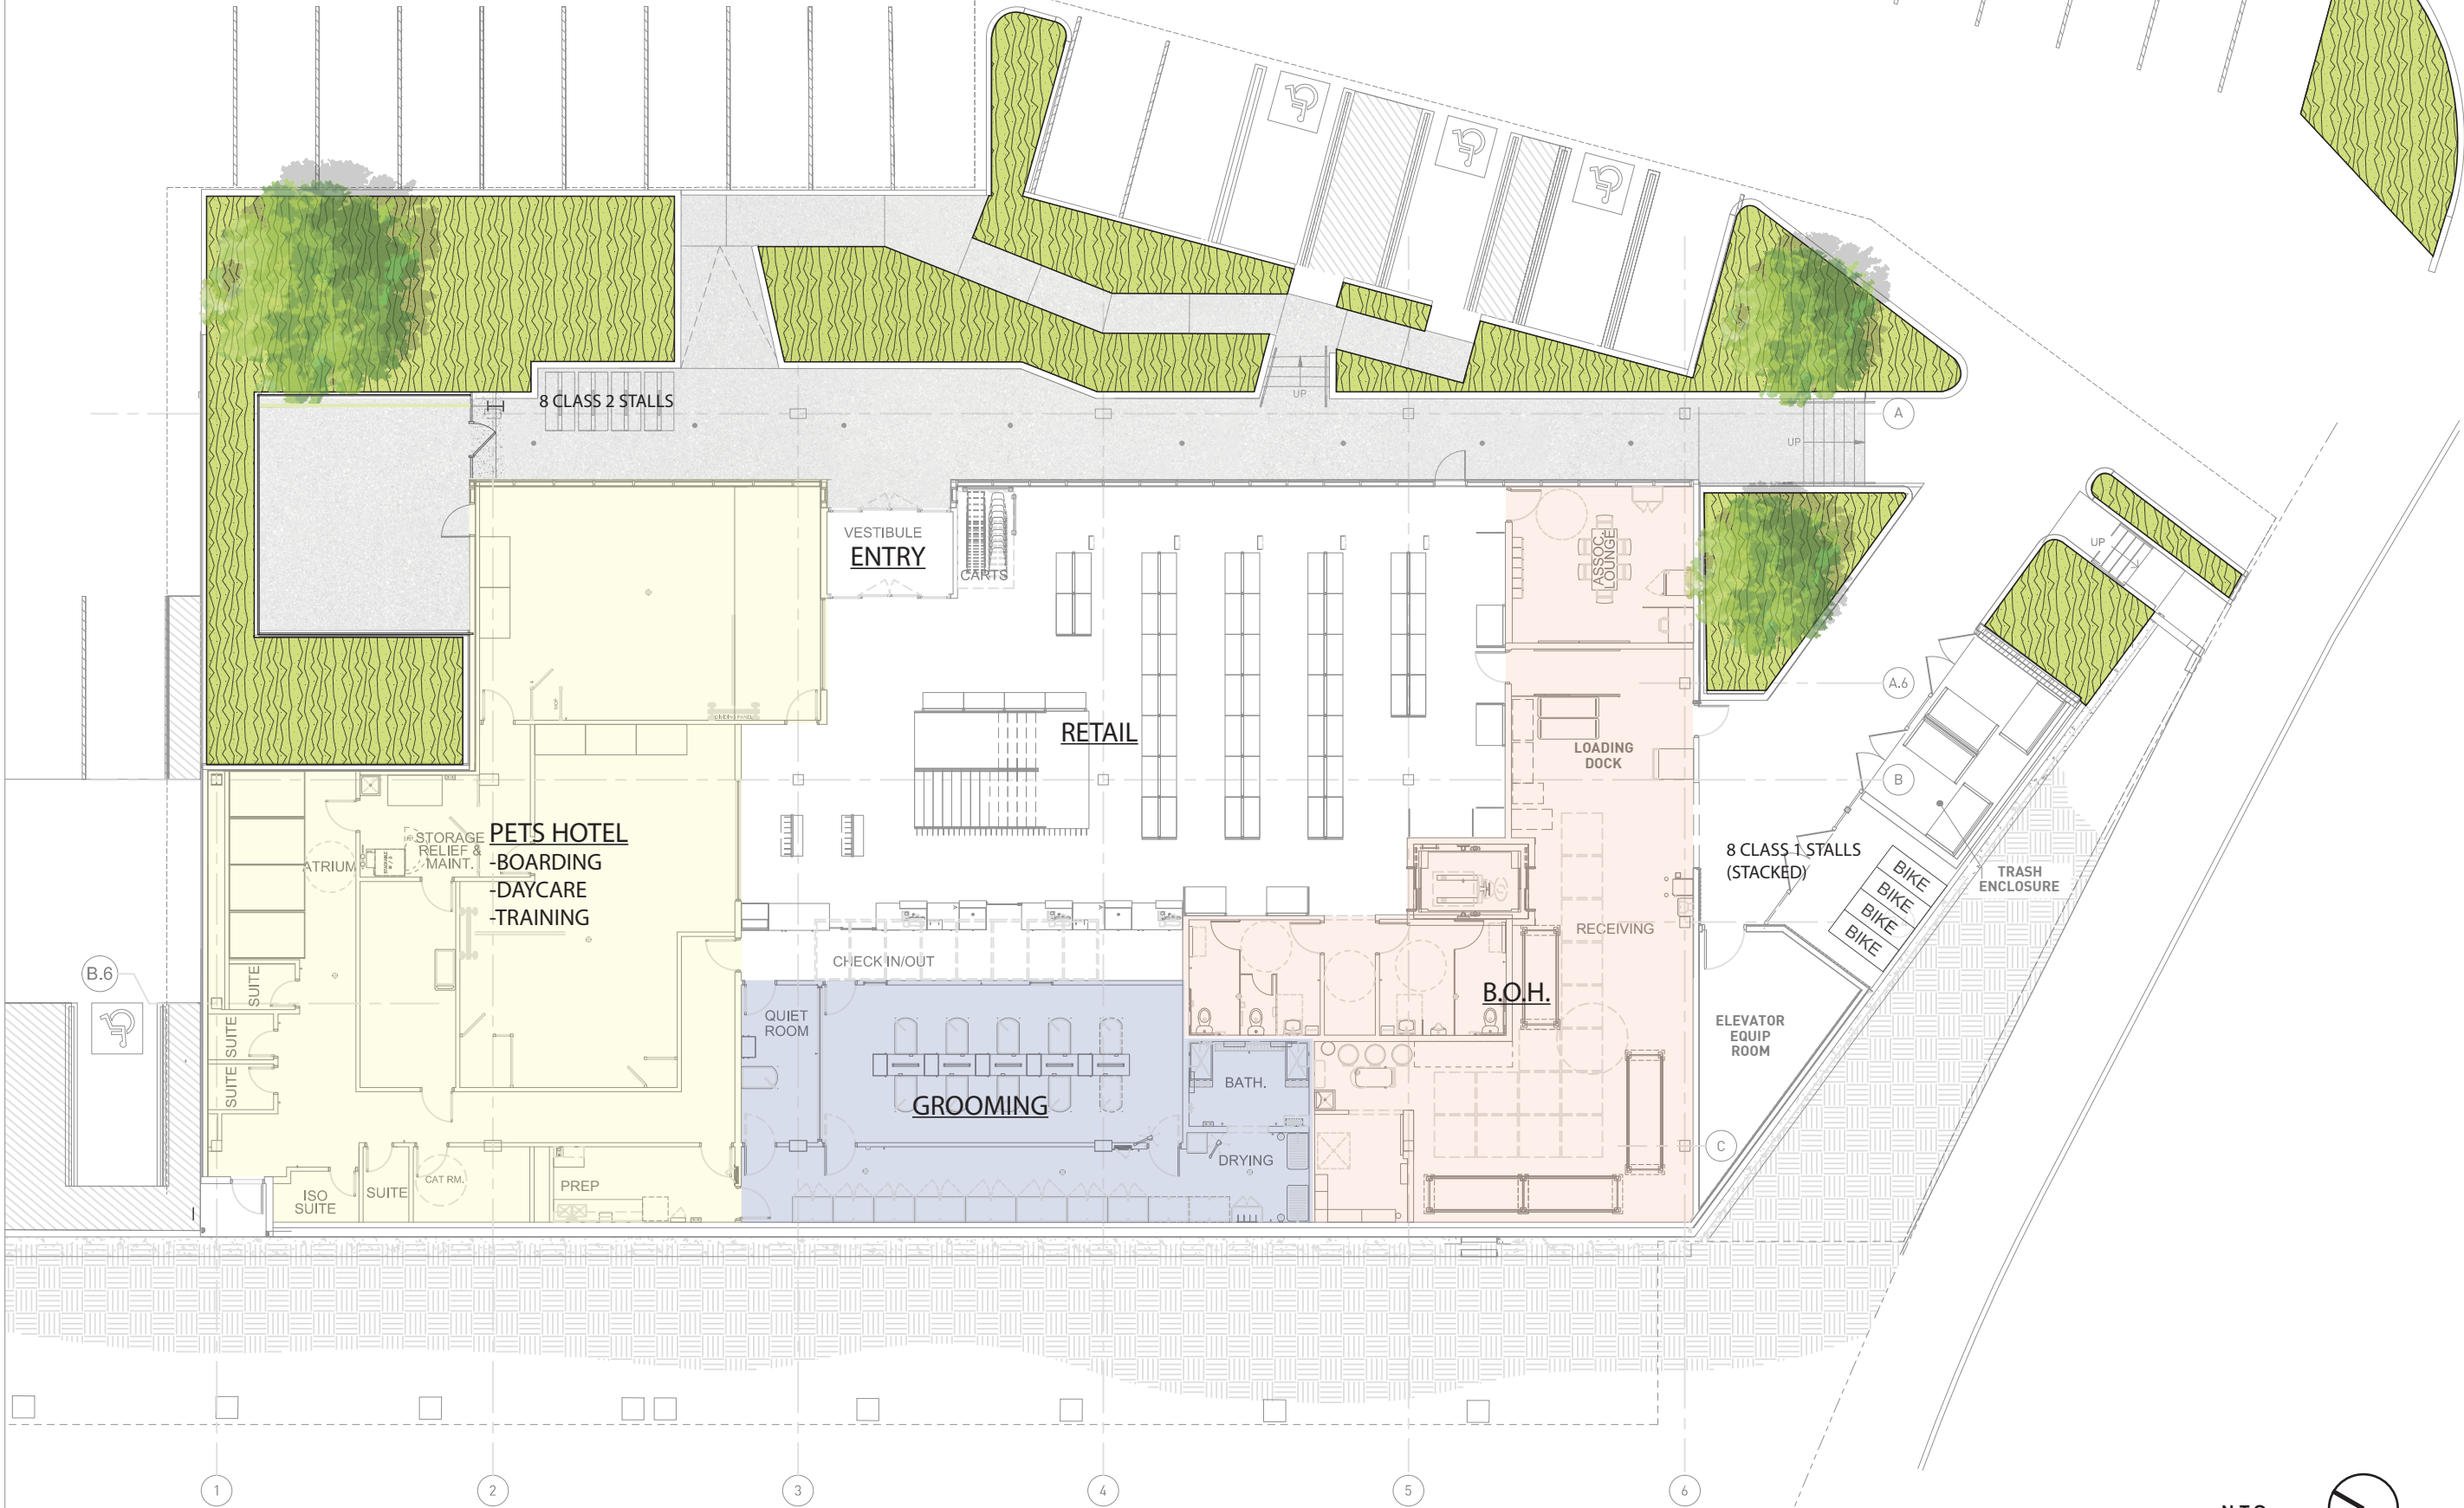 8 CLASS 2 STALLS
UP
UP
A
VESTIBULE
ENTRY
CARTS
ASSOC.
LOUNGE
UP
A.6
RETAIL
LOADING
DOCK
B
PETS HOTEL
-BOARDING
-DAYCARE
-TRAINING
STORAGE
RELIEF &
MAINT.
ATRIUM
8 CLASS 1 STALLS
(STACKED)
BIKE
BIKE
BIKE
BIKE
TRASH
ENCLOSURE
RECEIVING
CHECK IN/OUT
B.6
SUITE
SUITE
SUITE
QUIET
ROOM
B.O.H.
ELEVATOR
EQUIP
ROOM
BATH.
GROOMING
C
DRYING
ISO
SUITE
SUITE
CAT RM.
PREP
1
2
3
4
5
6